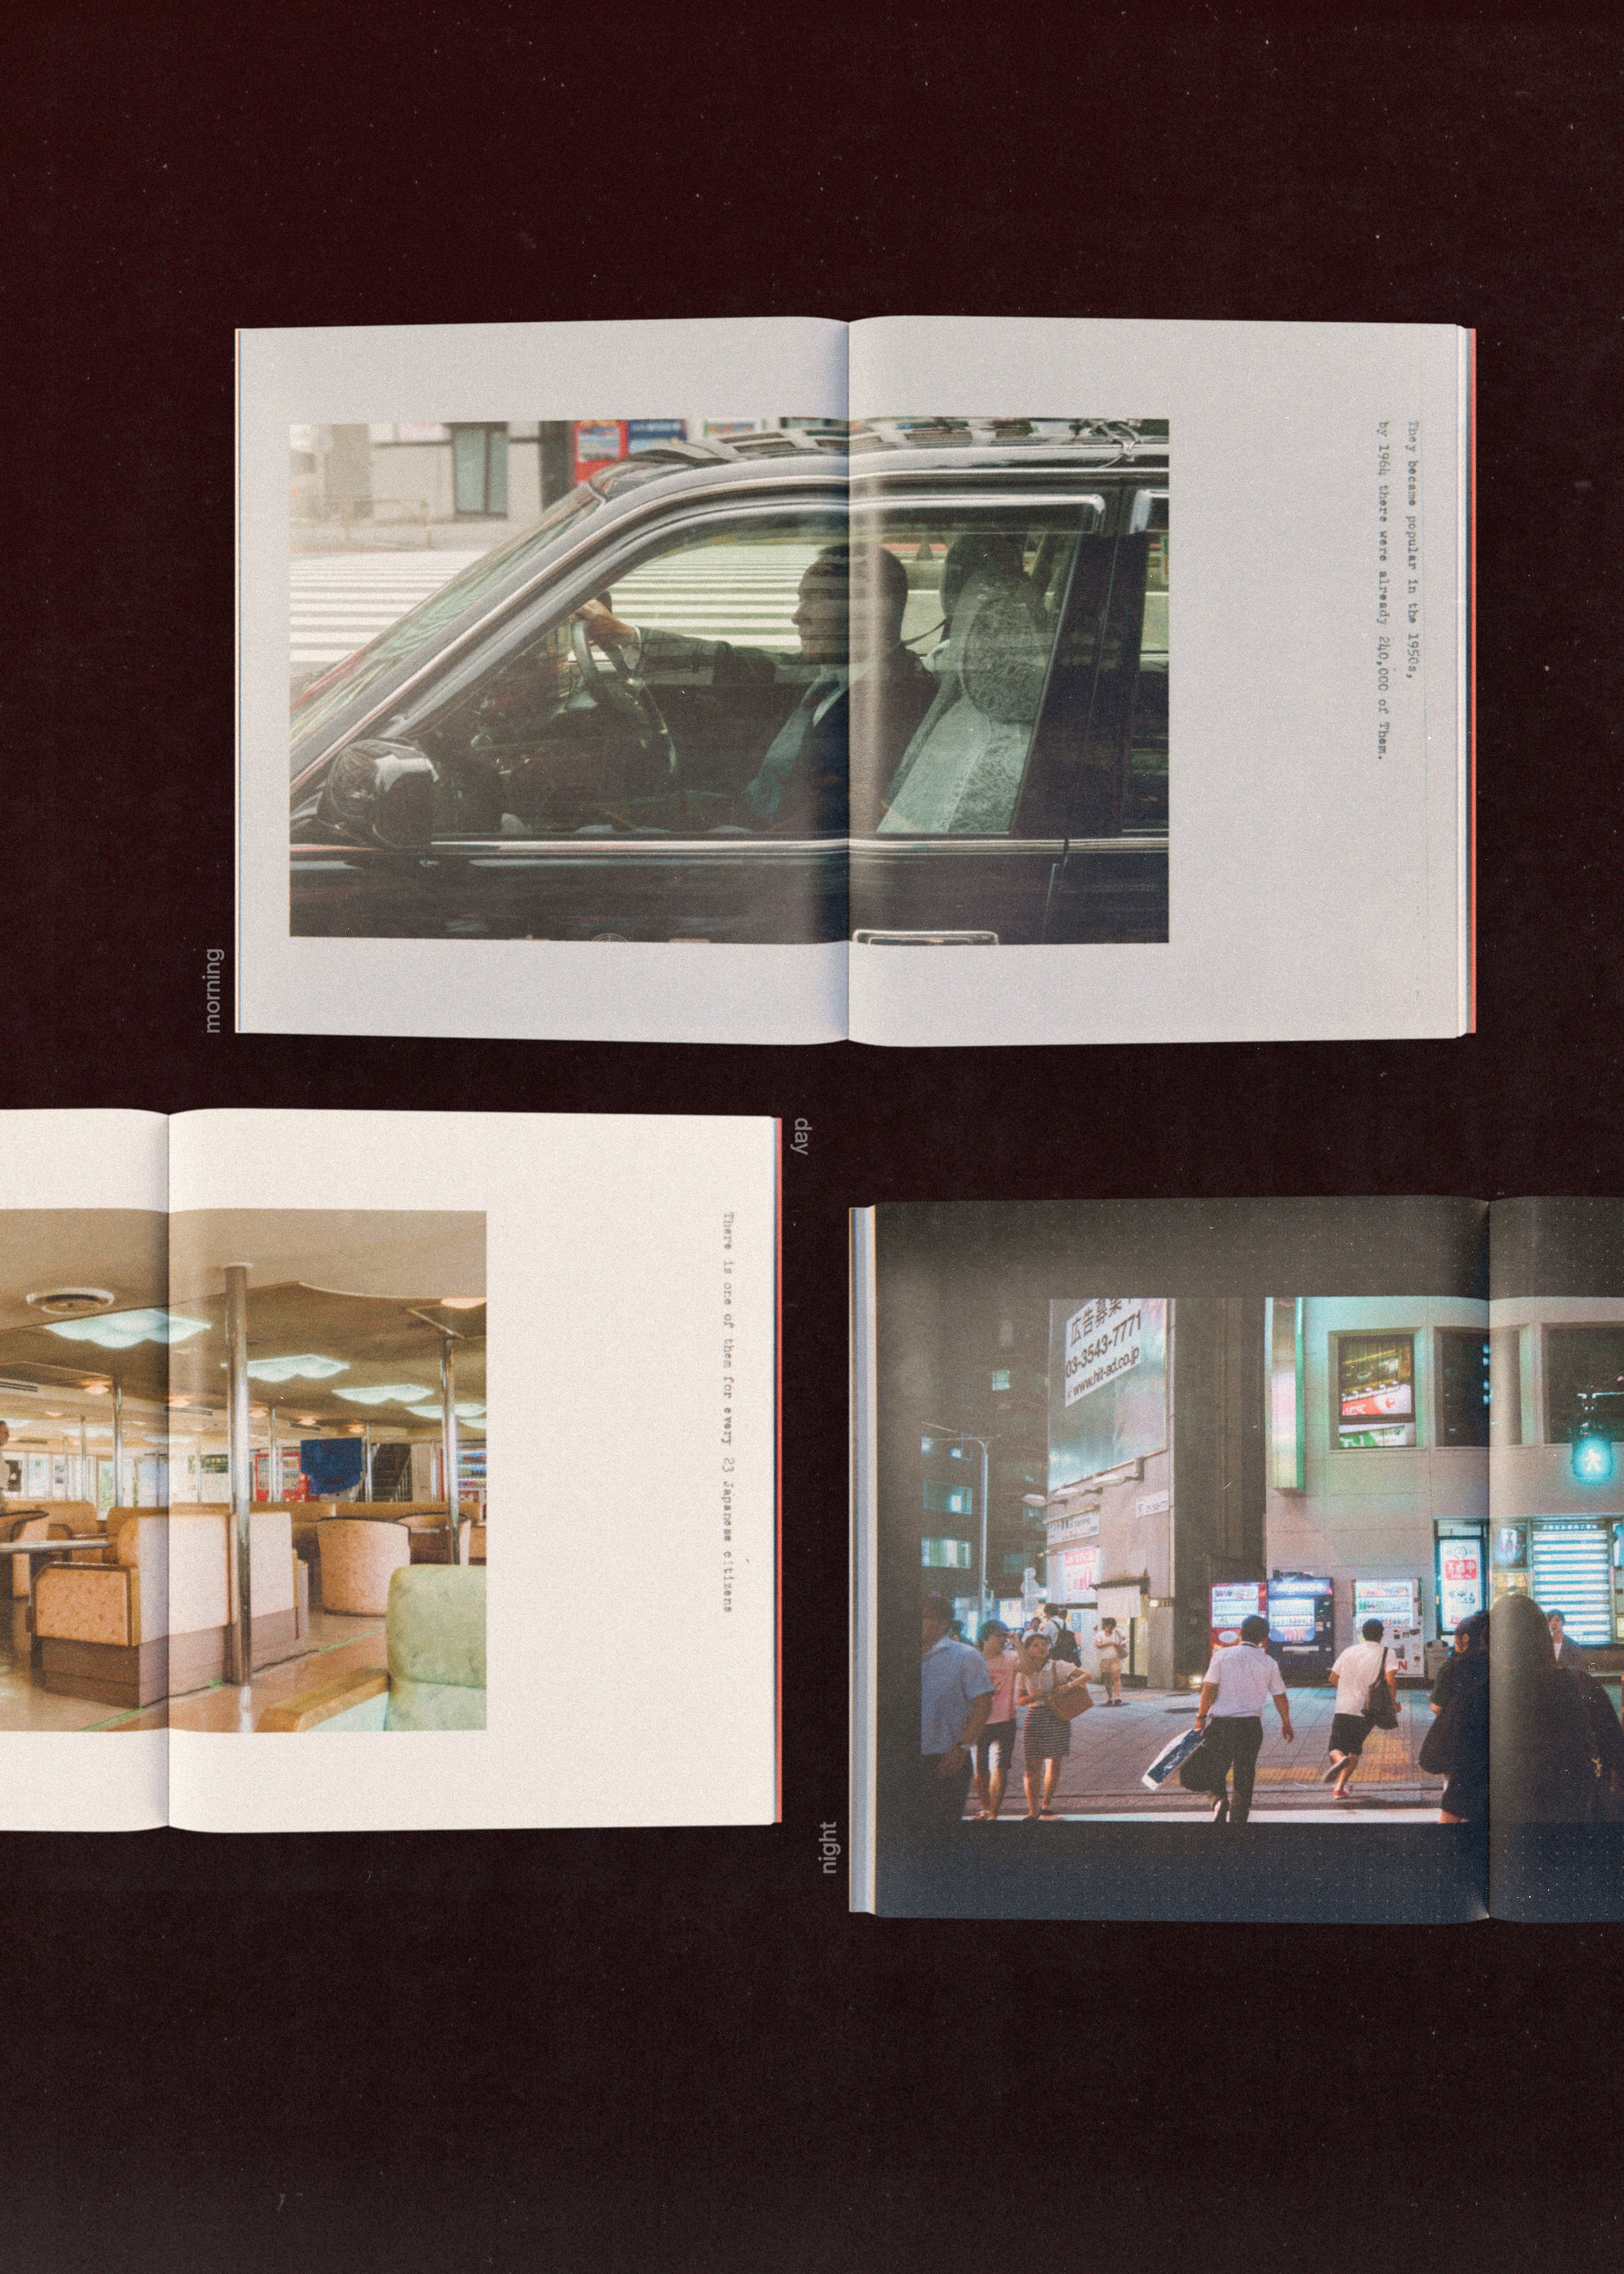 They became popular in the 1950s,
by 1964 there were already 240,000 of Them.
morning
day
There is one of them for every 23 Japanese citizens
広告募集中
03-3543-7771
www.hit-ad.co.jp
BOSS
night